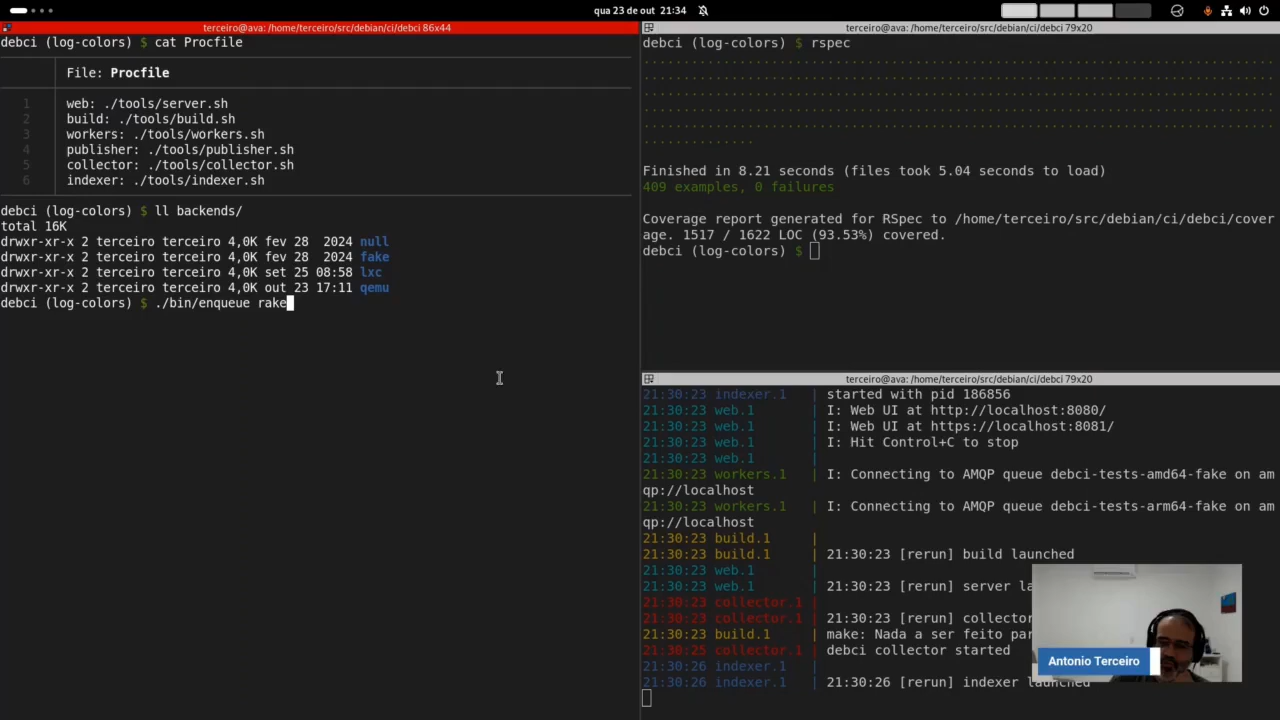 qua 23 de out 21:34
terceiro@ava: /home/terceiro/src/debian/ci/debci 86x44
debci (log-colors) $ cat Procfile
File: Procfile
1 web: ./tools/server.sh
2 build: ./tools/build.sh
3 workers: ./tools/workers.sh
4 publisher: ./tools/publisher.sh
5 collector: ./tools/collector.sh
6 indexer: ./tools/indexer.sh
debci (log-colors) $ ll backends/
total 16K
drwxr-xr-x 2 terceiro terceiro 4,0K fev 28  2024 null
drwxr-xr-x 2 terceiro terceiro 4,0K fev 28  2024 fake
drwxr-xr-x 2 terceiro terceiro 4,0K set 25 08:58 lxc
drwxr-xr-x 2 terceiro terceiro 4,0K out 23 17:11 qemu
debci (log-colors) $ ./bin/enqueue rake
terceiro@ava: /home/terceiro/src/debian/ci/debci 79x20
debci (log-colors) $ rspec
Finished in 8.21 seconds (files took 5.04 seconds to load)
409 examples, 0 failures
Coverage report generated for RSpec to /home/terceiro/src/debian/ci/debci/cover
age. 1517 / 1622 LOC (93.53%) covered.
debci (log-colors) $
terceiro@ava: /home/terceiro/src/debian/ci/debci 79x20
21:30:23 indexer.1 | started with pid 186856
21:30:23 web.1 | I: Web UI at http://localhost:8080/
21:30:23 web.1 | I: Web UI at https://localhost:8081/
21:30:23 web.1 | I: Hit Control+C to stop
21:30:23 web.1 |
21:30:23 workers.1 | I: Connecting to AMQP queue debci-tests-amd64-fake on am
qp://localhost
21:30:23 workers.1 | I: Connecting to AMQP queue debci-tests-arm64-fake on am
qp://localhost
21:30:23 build.1 |
21:30:23 build.1 | 21:30:23 [rerun] build launched
21:30:23 web.1 |
21:30:23 web.1 | 21:30:23 [rerun] server la
21:30:23 collector.1 |
21:30:23 collector.1 | 21:30:23 [rerun] collector
21:30:23 build.1 | make: Nada a ser feito par
21:30:25 collector.1 | debci collector started
21:30:26 indexer.1 |
21:30:26 indexer.1 | 21:30:26 [rerun] indexer launched
Antonio Terceiro